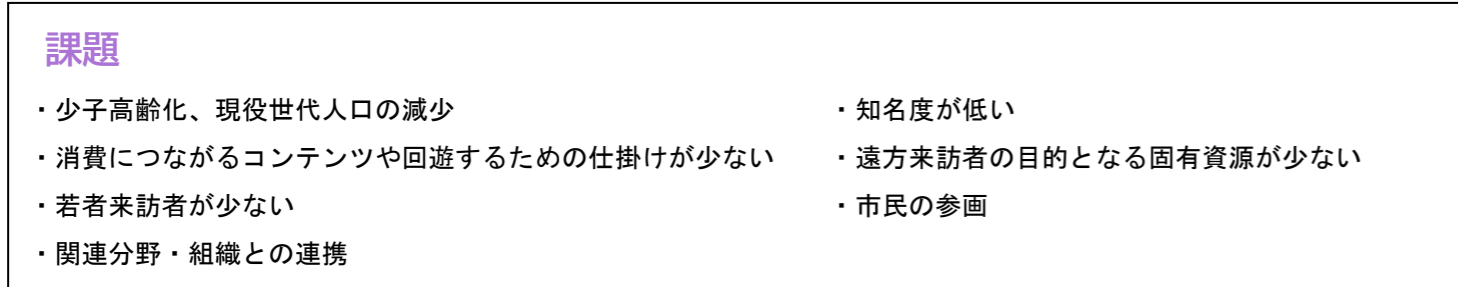 課題
・少子高齢化、現役世代人口の減少
・消費につながるコンテンツや回遊するための仕掛けが少ない
・若者来訪者が少ない
・関連分野・組織との連携
・知名度が低い
・遠方来訪者の目的となる固有資源が少ない
・市民の参画